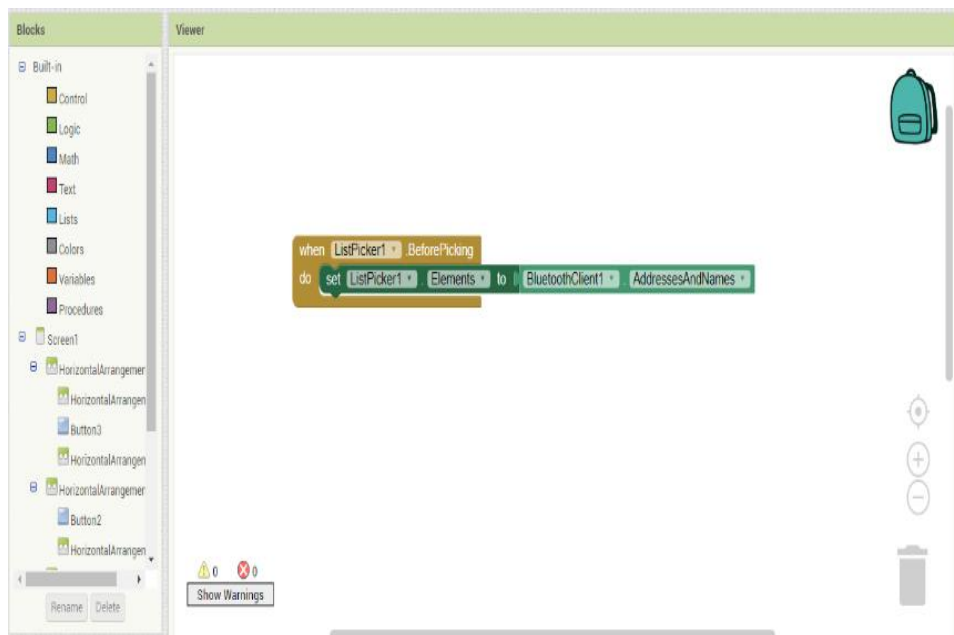 Blocks
Viewer
Built-in
Control
Logic
Math
Text
Lists
Colors
Variables
Procedures
Screen1
HorizontalArrangemer
HorizontalArrangen
Button3
HorizontalArrangen
HorizontalArrangemer
Button2
HorizontalArrangen
Rename Delete
when ListPicker1 .BeforePicking
do set ListPicker1 . Elements to BluetoothClient1 . AddressesAndNames
0 0
Show Warnings